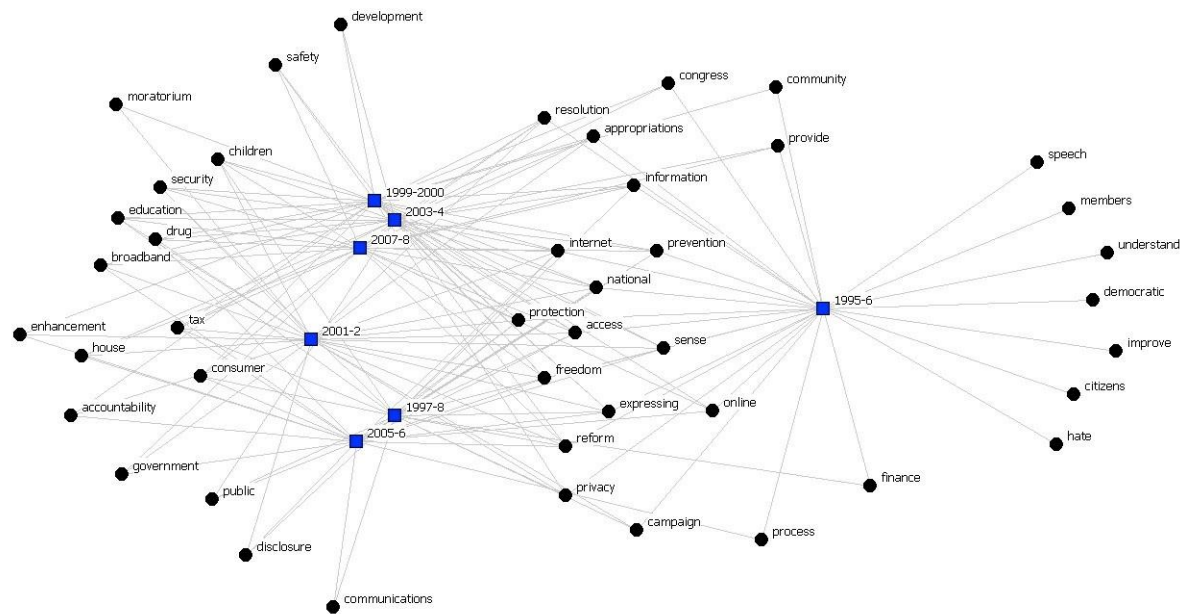 development
safety
congress
community
moratorium
resolution
appropriations
provide
children
speech
security
information
1999-2000
members
education
2003-4
drug
2007-8
internet
prevention
understand
broadband
national
democratic
1995-6
protection
tax
access
enhancement
2001-2
sense
improve
house
consumer
freedom
citizens
accountability
1997-8
expressing
online
2005-6
reform
hate
government
finance
public
privacy
campaign
process
disclosure
communications